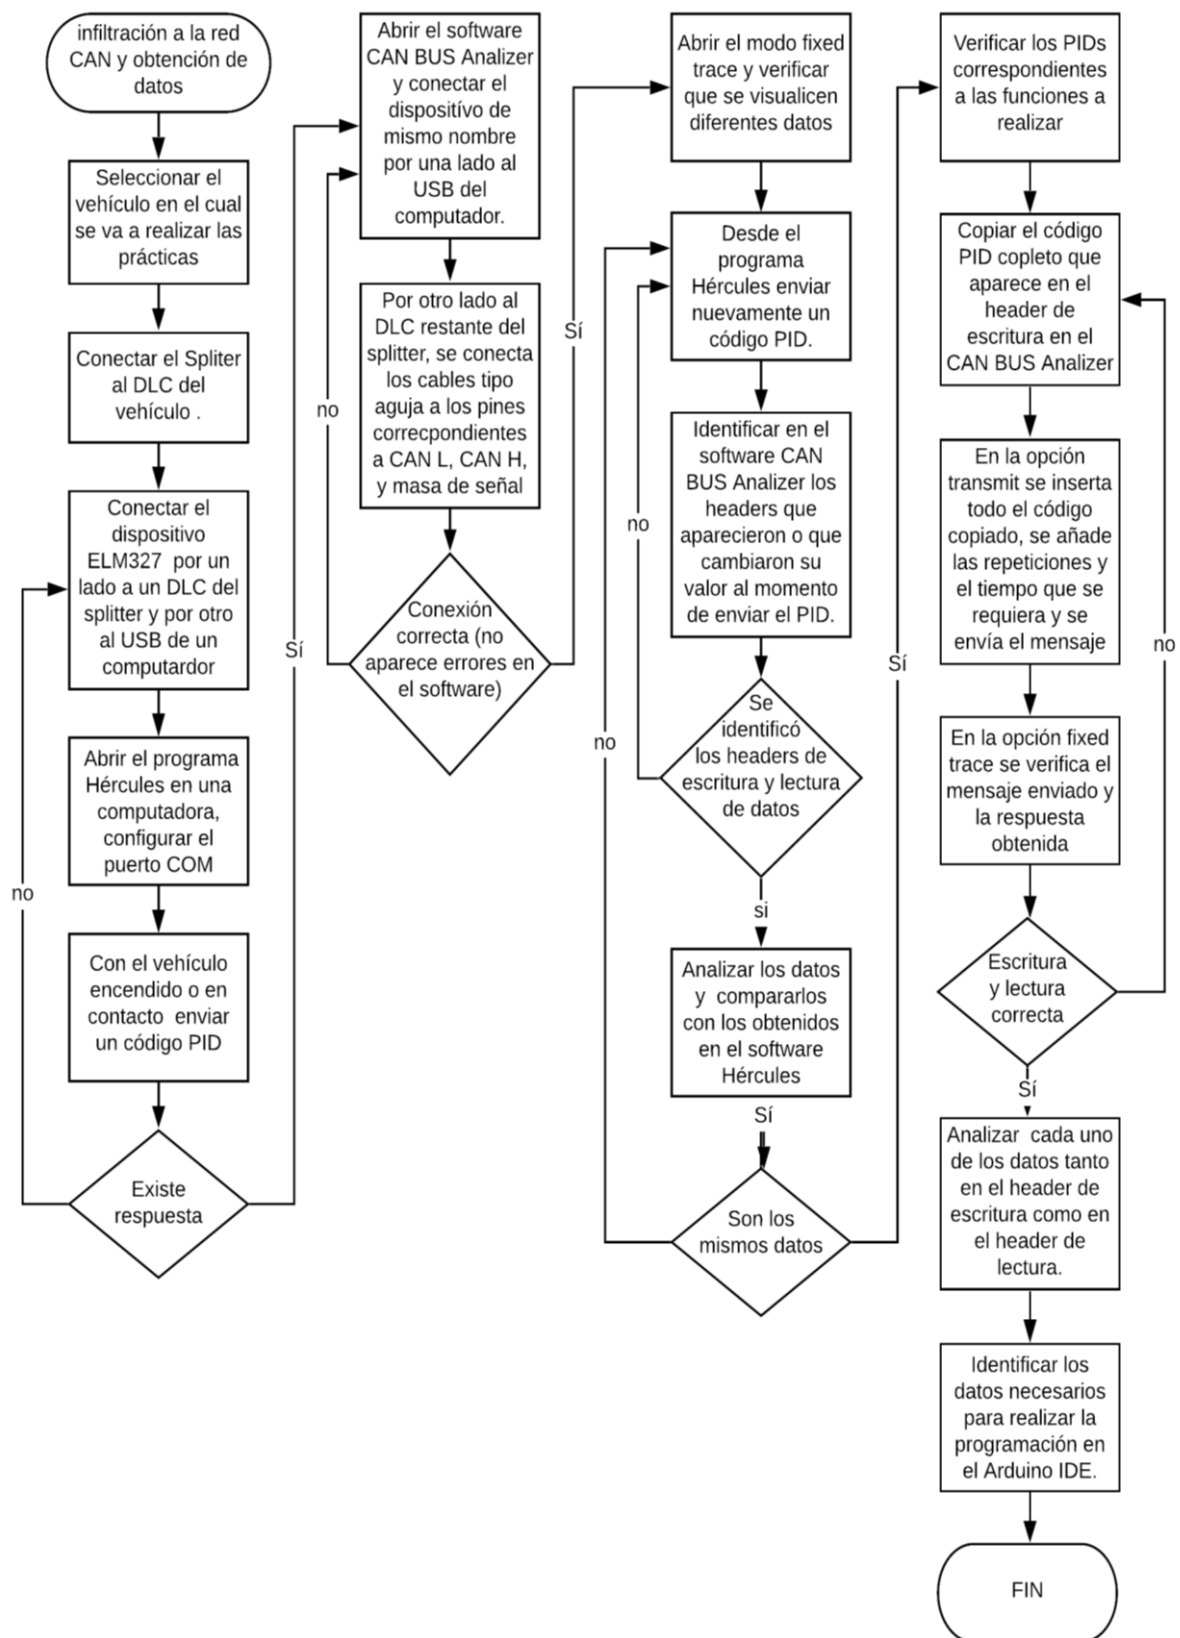 infiltración a la red
CAN y obtención de
datos
Seleccionar el
vehículo en el cual
se va a realizar las
prácticas
Conectar el Spliter
al DLC del
vehículo .
Conectar el
dispositivo
ELM327 por un
lado a un DLC del
splitter y por otro
al USB de un
computardor
Abrir el programa
Hércules en una
computadora,
configurar el
puerto COM
no
Con el vehículo
encendido o en
contacto enviar
un código PID
Existe
respuesta
Sí
Abrir el software
CAN BUS Analizer
y conectar el
dispositívo de
mismo nombre
por una lado al
USB del
computador.
Por otro lado al
DLC restante del
splitter, se conecta
los cables tipo
aguja a los pines
correcpondientes
a CAN L, CAN H,
y masa de señal
no
Conexión
correcta (no
aparece errores en
el software)
Sí
Abrir el modo fixed
trace y verificar
que se visualicen
diferentes datos
Desde el
programa
Hércules enviar
nuevamente un
código PID.
Identificar en el
software CAN
BUS Analizer los
headers que
aparecieron o que
cambiaron su
valor al momento
de enviar el PID.
no
Se
identificó
los headers de
escritura y lectura
de datos
si
Analizar los datos
y compararlos
con los obtenidos
en el software
Hércules
Sí
Son los
mismos datos
no
Sí
Verificar los PIDs
correspondientes
a las funciones a
realizar
Copiar el código
PID copleto que
aparece en el
header de
escritura en el
CAN BUS Analizer
En la opción
transmit se inserta
todo el código
copiado, se añade
las repeticiones y
el tiempo que se
requiera y se
envía el mensaje
no
En la opción fixed
trace se verifica el
mensaje enviado y
la respuesta
obtenida
Escritura
y lectura
correcta
Sí
Analizar cada uno
de los datos tanto
en el header de
escritura como en
el header de
lectura.
Identificar los
datos necesarios
para realizar la
programación en
el Arduino IDE.
FIN